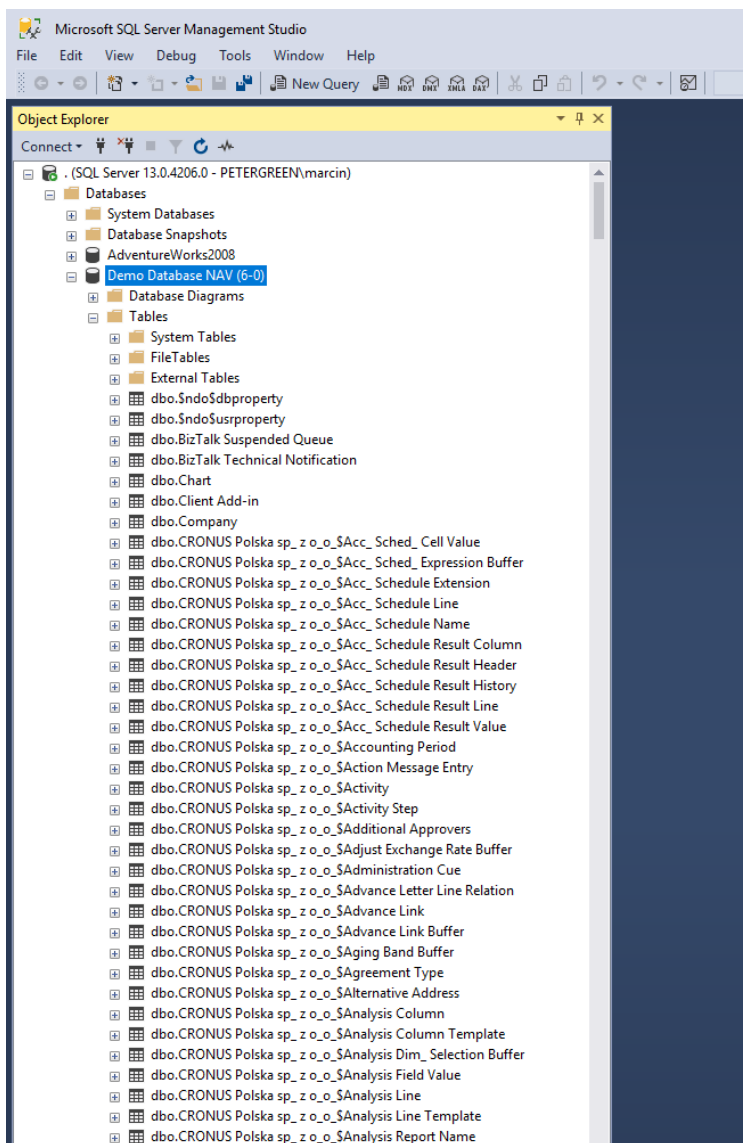 Microsoft SQL Server Management Studio
File Edit View Debug Tools Window Help
New Query MDX DMX XMLA DAX
Object Explorer
Connect
. (SQL Server 13.0.4206.0 - PETERGREEN\marcin)
Databases
System Databases
Database Snapshots
AdventureWorks2008
Demo Database NAV (6-0)
Database Diagrams
Tables
System Tables
FileTables
External Tables
dbo.$ndo$dbproperty
dbo.$ndo$usrproperty
dbo.BizTalk Suspended Queue
dbo.BizTalk Technical Notification
dbo.Chart
dbo.Client Add-in
dbo.Company
dbo.CRONUS Polska sp_ z o_o_$Acc_ Sched_ Cell Value
dbo.CRONUS Polska sp_ z o_o_$Acc_ Sched_ Expression Buffer
dbo.CRONUS Polska sp_ z o_o_$Acc_ Schedule Extension
dbo.CRONUS Polska sp_ z o_o_$Acc_ Schedule Line
dbo.CRONUS Polska sp_ z o_o_$Acc_ Schedule Name
dbo.CRONUS Polska sp_ z o_o_$Acc_ Schedule Result Column
dbo.CRONUS Polska sp_ z o_o_$Acc_ Schedule Result Header
dbo.CRONUS Polska sp_ z o_o_$Acc_ Schedule Result History
dbo.CRONUS Polska sp_ z o_o_$Acc_ Schedule Result Line
dbo.CRONUS Polska sp_ z o_o_$Acc_ Schedule Result Value
dbo.CRONUS Polska sp_ z o_o_$Accounting Period
dbo.CRONUS Polska sp_ z o_o_$Action Message Entry
dbo.CRONUS Polska sp_ z o_o_$Activity
dbo.CRONUS Polska sp_ z o_o_$Activity Step
dbo.CRONUS Polska sp_ z o_o_$Additional Approvers
dbo.CRONUS Polska sp_ z o_o_$Adjust Exchange Rate Buffer
dbo.CRONUS Polska sp_ z o_o_$Administration Cue
dbo.CRONUS Polska sp_ z o_o_$Advance Letter Line Relation
dbo.CRONUS Polska sp_ z o_o_$Advance Link
dbo.CRONUS Polska sp_ z o_o_$Advance Link Buffer
dbo.CRONUS Polska sp_ z o_o_$Aging Band Buffer
dbo.CRONUS Polska sp_ z o_o_$Agreement Type
dbo.CRONUS Polska sp_ z o_o_$Alternative Address
dbo.CRONUS Polska sp_ z o_o_$Analysis Column
dbo.CRONUS Polska sp_ z o_o_$Analysis Column Template
dbo.CRONUS Polska sp_ z o_o_$Analysis Dim_ Selection Buffer
dbo.CRONUS Polska sp_ z o_o_$Analysis Field Value
dbo.CRONUS Polska sp_ z o_o_$Analysis Line
dbo.CRONUS Polska sp_ z o_o_$Analysis Line Template
dbo.CRONUS Polska sp_ z o_o_$Analysis Report Name